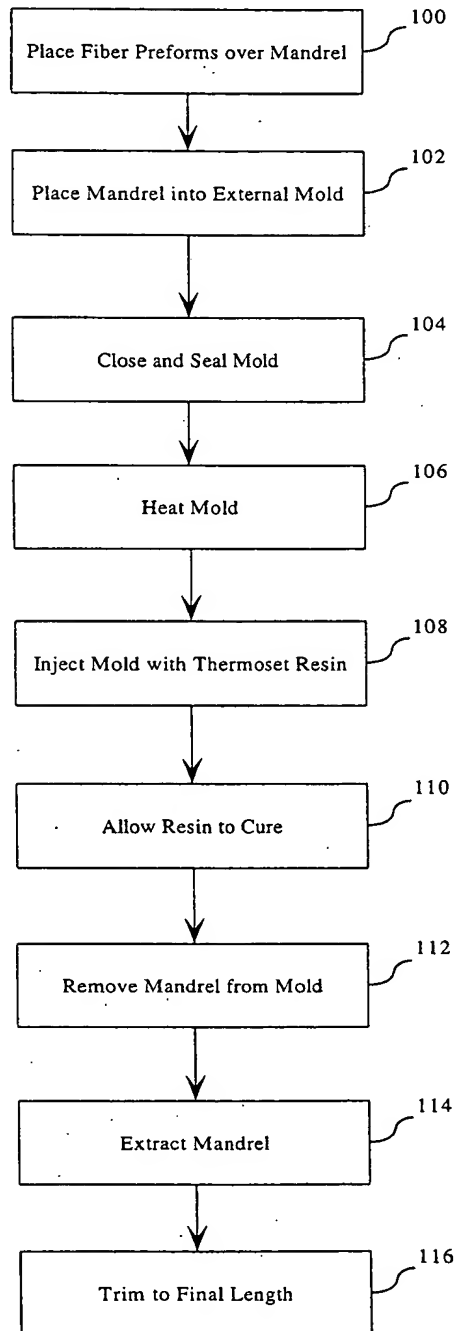 100
Place Fiber Preforms over Mandrel
102
Place Mandrel into External Mold
104
Close and Seal Mold
106
Heat Mold
108
Inject Mold with Thermoset Resin
110
Allow Resin to Cure
112
Remove Mandrel from Mold
114
Extract Mandrel
116
Trim to Final Length